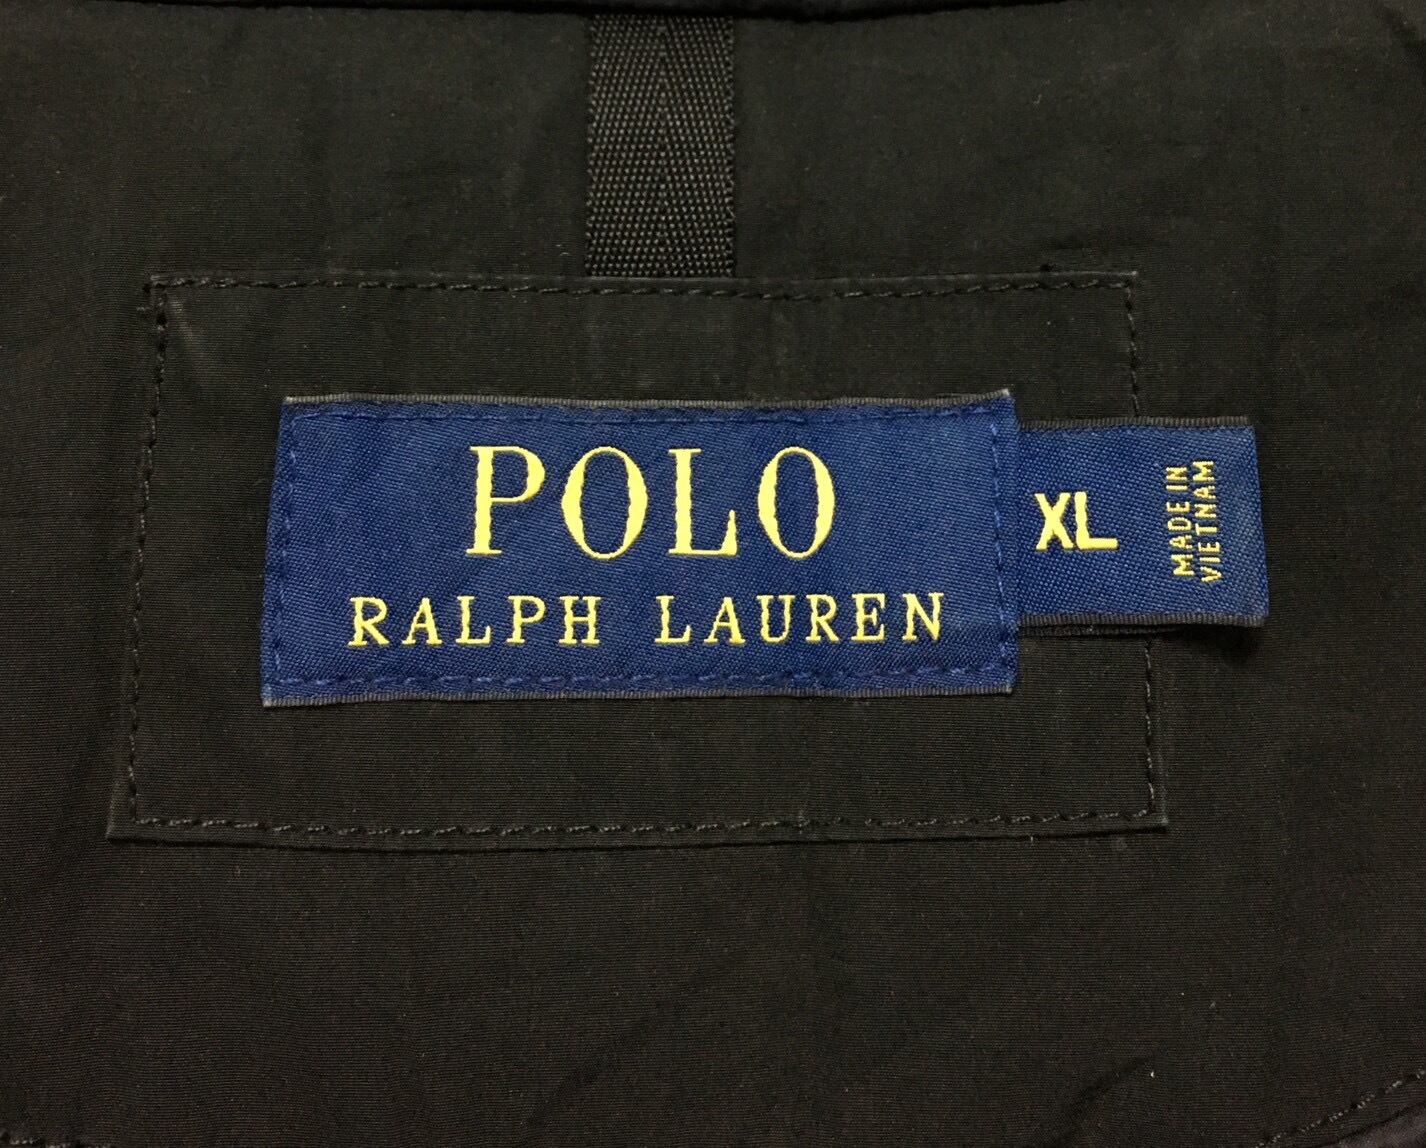 POLO
RALPH LAUREN
XL
MADE IN
VIETNAM